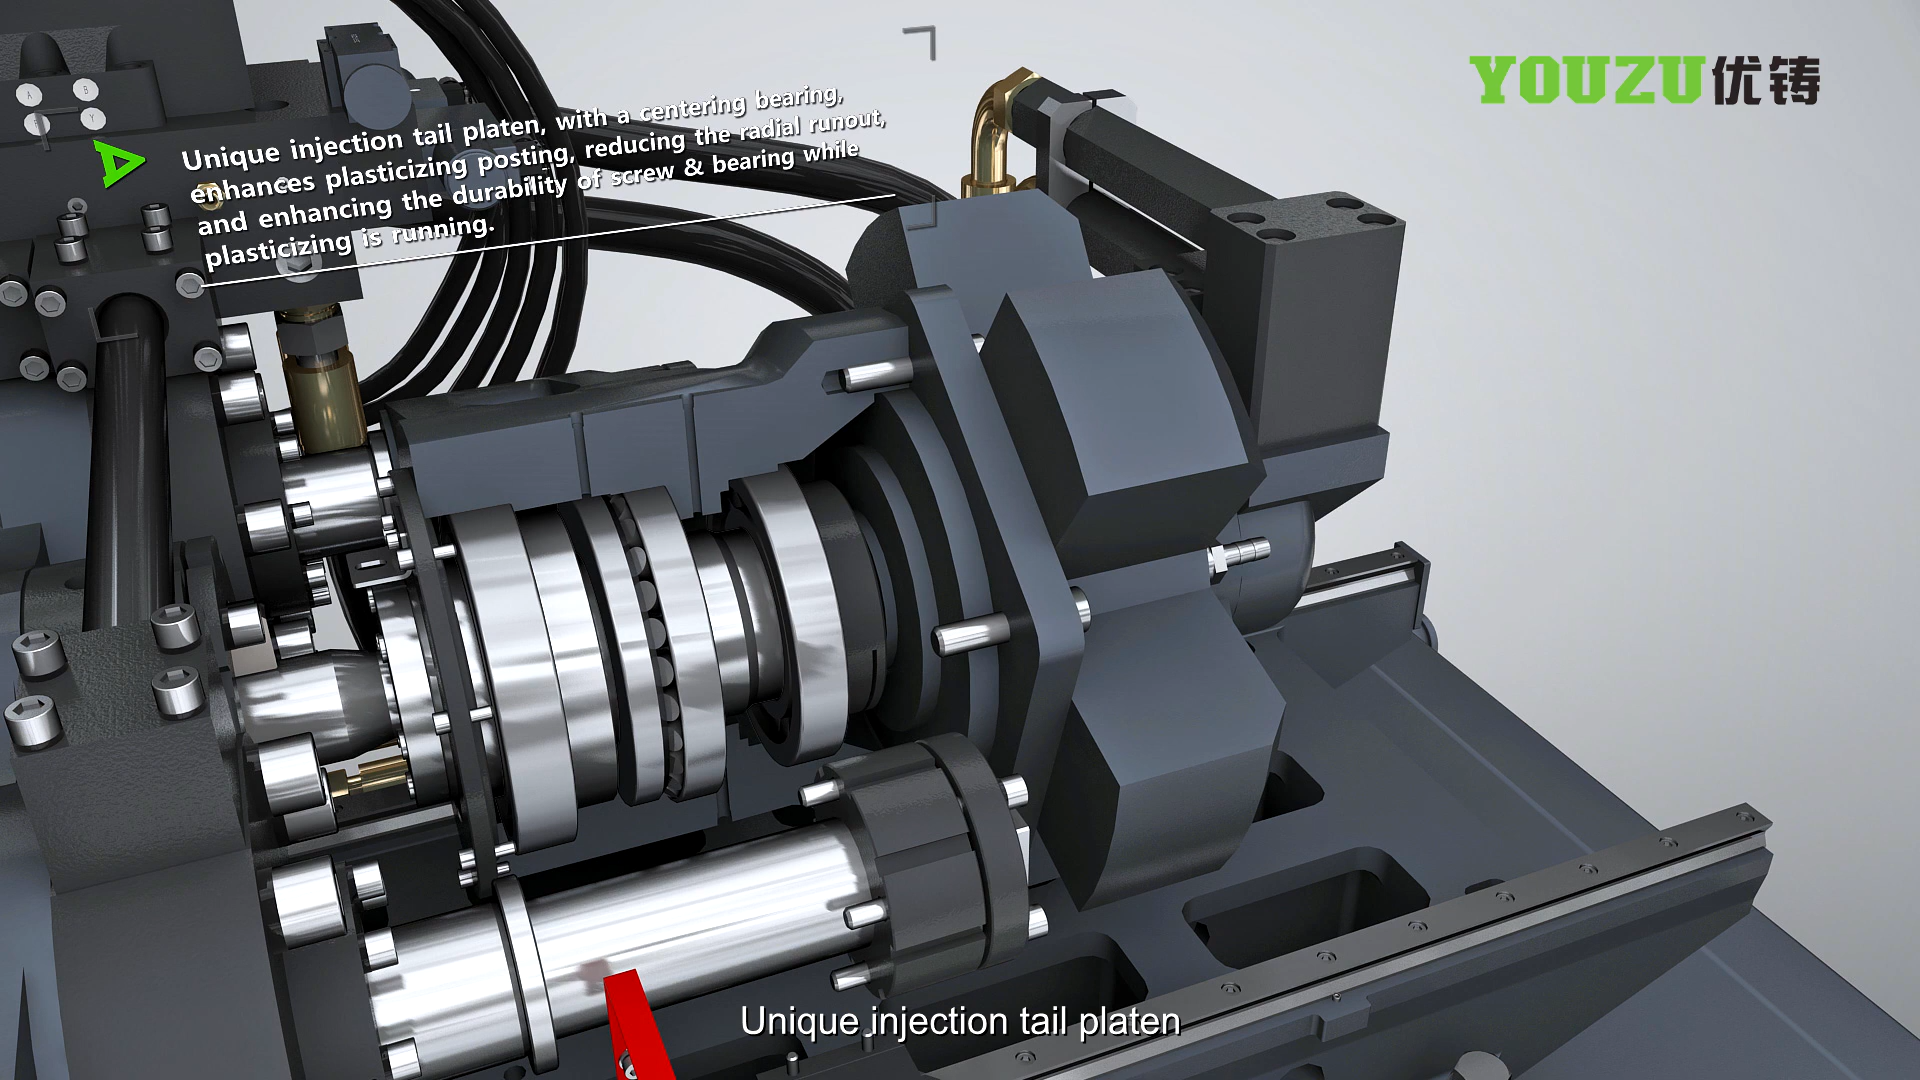 YOUZU优铸
A
B
Y
Unique injection tail platen, with a centering bearing,
enhances plasticizing posting, reducing the radial runout,
and enhancing the durability of screw & bearing while
plasticizing is running.
Unique injection tail platen